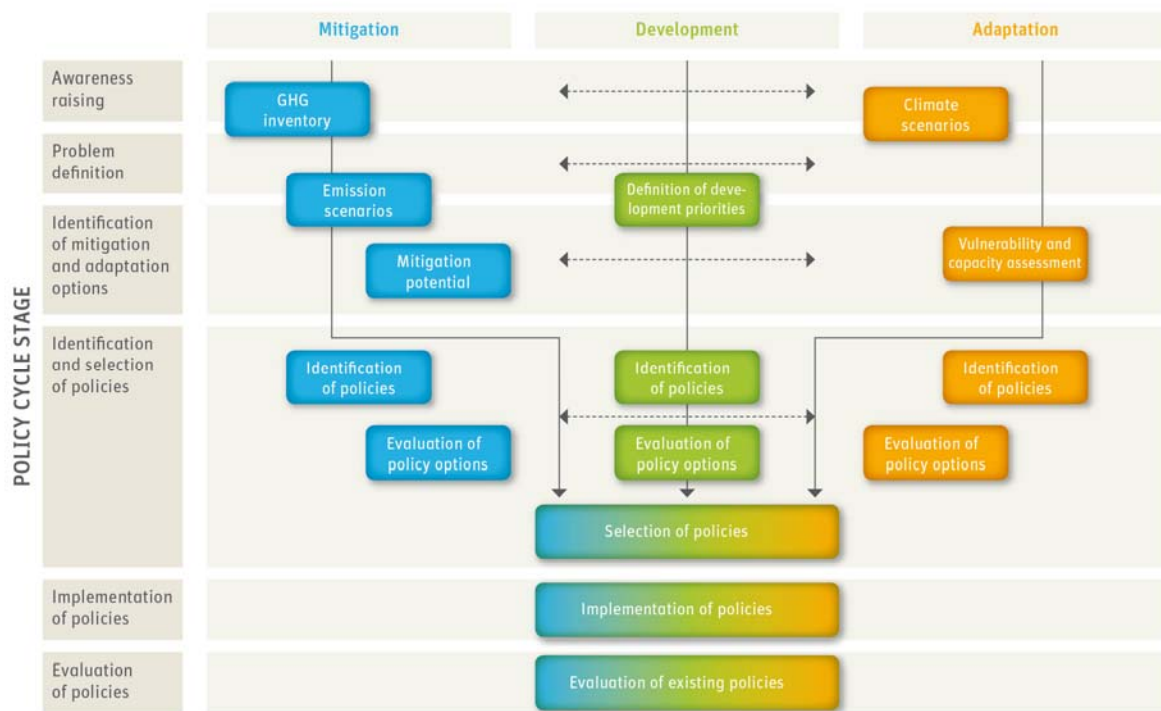 Mitigation
Development
Adaptation
POLICY CYCLE STAGE
Awareness
raising
GHG
inventory
Climate
scenarios
Problem
definition
Emission
scenarios
Definition of deve-
lopment priorities
Identification
of mitigation
and adaptation
options
Mitigation
potential
Vulnerability and
capacity assessment
Identification
and selection
of policies
Identification
of policies
Identification
of policies
Identification
of policies
Evaluation of
policy options
Evaluation of
policy options
Evaluation of
policy options
Selection of policies
Implementation
of policies
Implementation of policies
Evaluation
of policies
Evaluation of existing policies